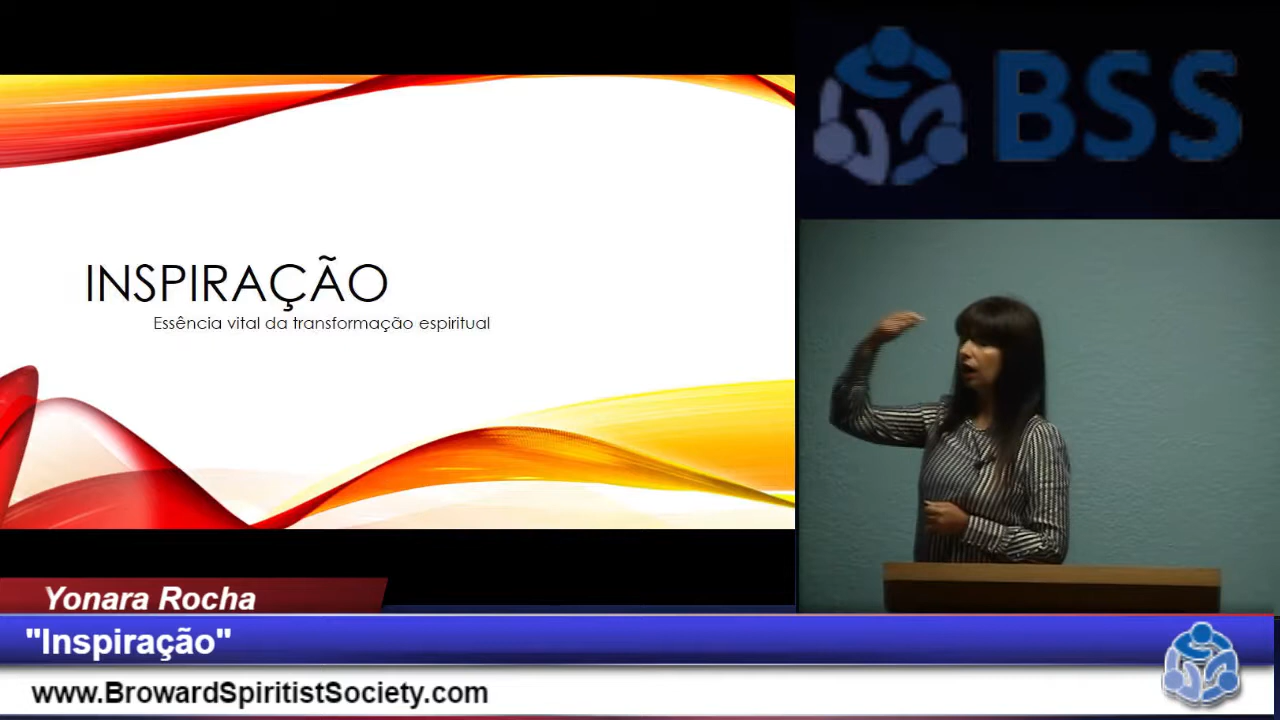 BSS
INSPIRAÇÃO
Essência vital da transformação espiritual
Yonara Rocha
"Inspiração"
www.BrowardSpiritistSociety.com